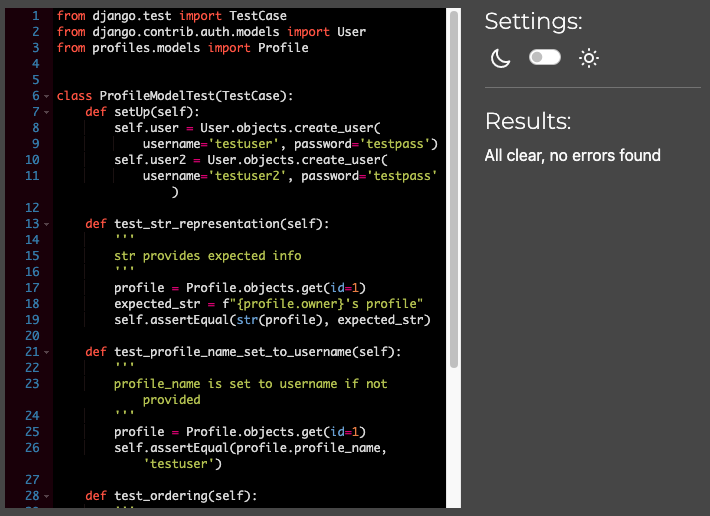 1 from django.test import TestCase
2 from django.contrib.auth.models import User
3 from profiles.models import Profile
4
5
6 class ProfileModelTest(TestCase):
7     def setUp(self):
8         self.user = User.objects.create_user(
9             username='testuser', password='testpass')
10         self.user2 = User.objects.create_user(
11             username='testuser2', password='testpass'
)
12
13     def test_str_representation(self):
14         '''
15         str provides expected info
16         '''
17         profile = Profile.objects.get(id=1)
18         expected_str = f"{profile.owner}'s profile"
19         self.assertEqual(str(profile), expected_str)
20
21     def test_profile_name_set_to_username(self):
22         '''
23         profile_name is set to username if not
provided
24         '''
25         profile = Profile.objects.get(id=1)
26         self.assertEqual(profile.profile_name,
'testuser')
27
28     def test_ordering(self):
Settings:
Results:
All clear, no errors found